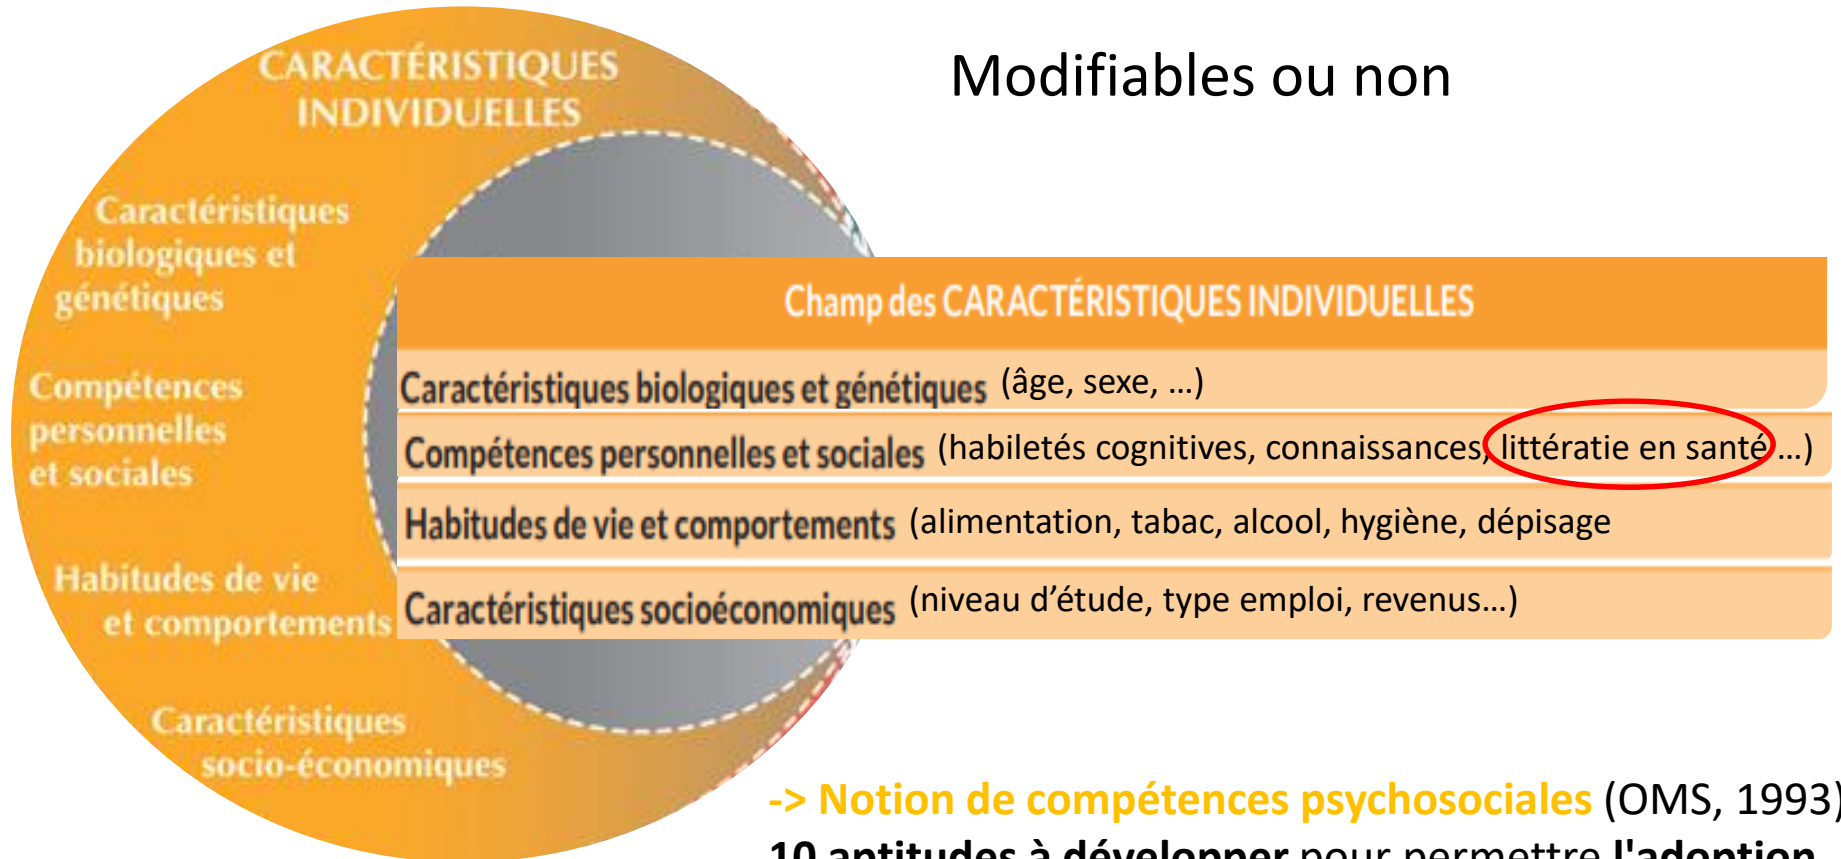 CARACTÉRISTIQUES
INDIVIDUELLES
Modifiables ou non
Caractéristiques
biologiques et
génétiques
Compétences
personnelles
et sociales
Habitudes de vie
et comportements
Caractéristiques
socio-économiques
Champ des CARACTÉRISTIQUES INDIVIDUELLES
Caractéristiques biologiques et génétiques (âge, sexe, …)
Compétences personnelles et sociales (habiletés cognitives, connaissances, littératie en santé …)
Habitudes de vie et comportements (alimentation, tabac, alcool, hygiène, dépisage
Caractéristiques socioéconomiques (niveau d’étude, type emploi, revenus…)
-> Notion de compétences psychosociales (OMS, 1993)
10 aptitudes à développer pour permettre l'adoption